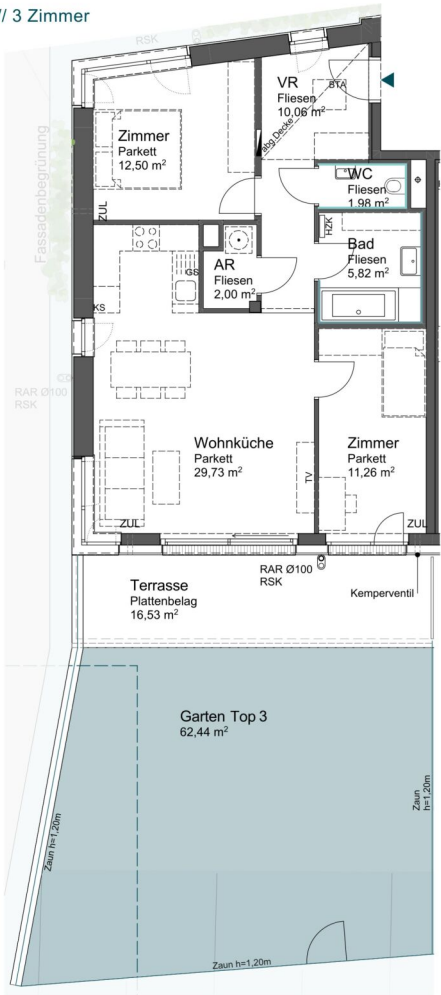 // 3 Zimmer
RSK
SD
VR
Fliesen
10,06 m²
STA
abg.Decke
Zimmer
Parkett
12,50 m²
ZUL
Fassadenbegrünung
WC
Fliesen
1,98 m²
HZK
Bad
Fliesen
5,82 m²
AR
Fliesen
2,00 m²
GS
KS
RAR Ø100
RSK
Wohnküche
Parkett
29,73 m²
TV
Zimmer
Parkett
11,26 m²
ZUL
ZUL
RAR Ø100
RSK
Kemperventil
Terrasse
Plattenbelag
16,53 m²
Garten Top 3
62,44 m²
Zaun h=1,20m
Zaun
h=1,20m
Zaun h=1,20m